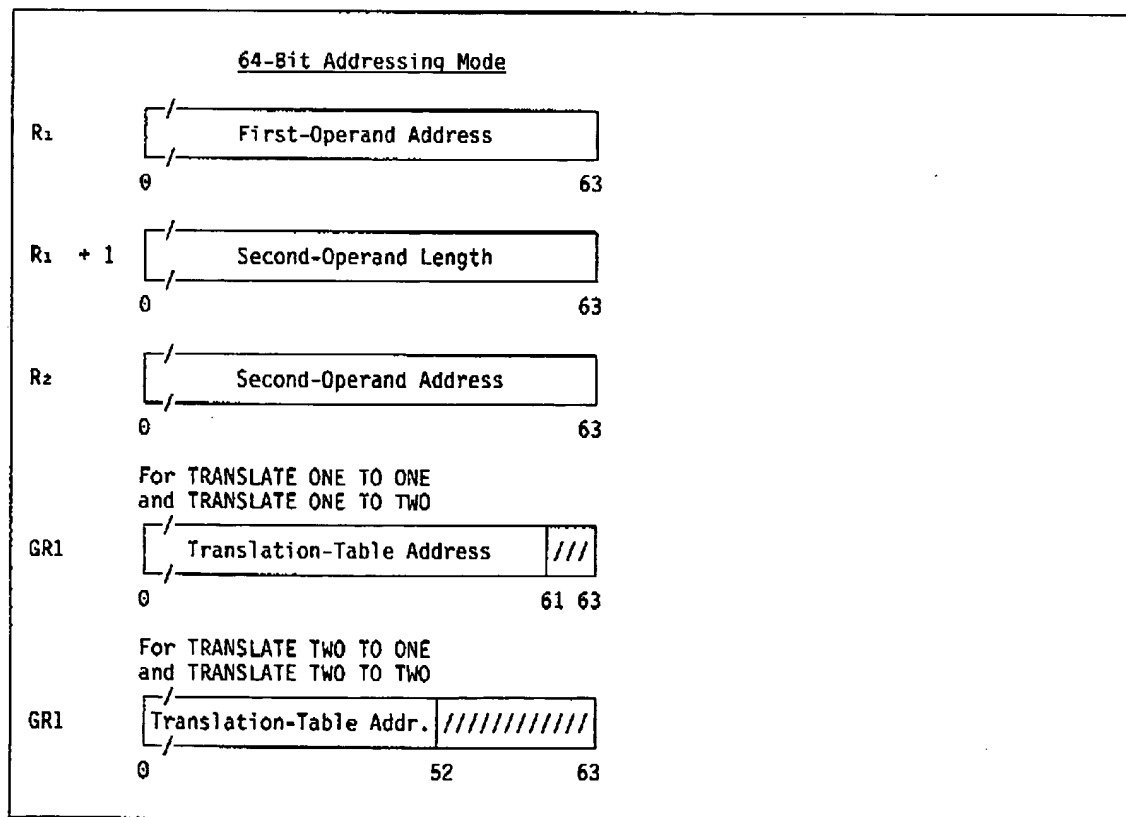 64-Bit Addressing Mode
R1 First-Operand Address
0 63
R1 + 1 Second-Operand Length
0 63
R2 Second-Operand Address
0 63
For TRANSLATE ONE TO ONE
and TRANSLATE ONE TO TWO
GR1 Translation-Table Address ///
0 61 63
For TRANSLATE TWO TO ONE
and TRANSLATE TWO TO TWO
GR1 Translation-Table Addr. ////////////
0 52 63